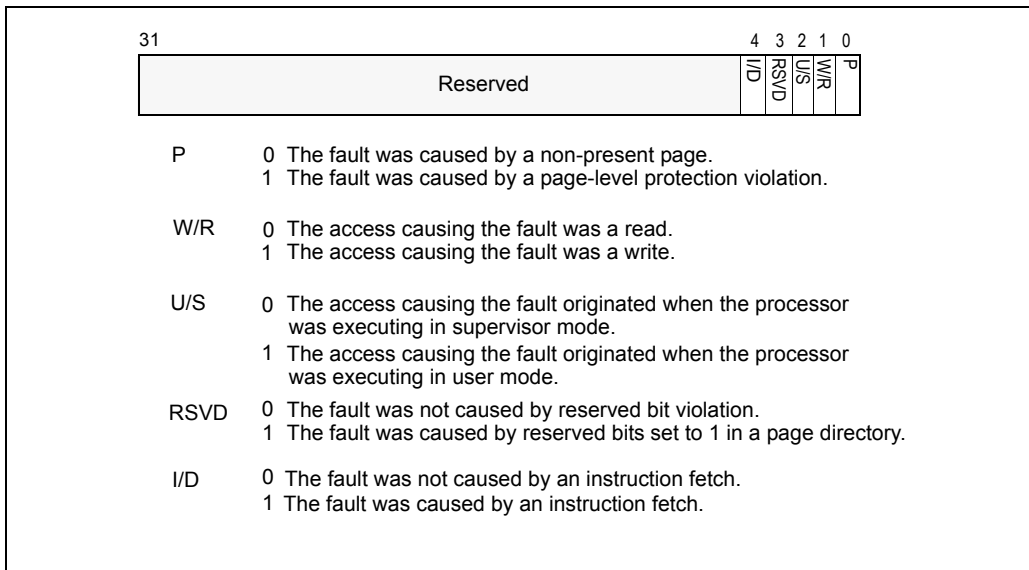 31 4 3 2 1 0
Reserved I/D RSVD U/S W/R P
P 0 The fault was caused by a non-present page.
1 The fault was caused by a page-level protection violation.
W/R 0 The access causing the fault was a read.
1 The access causing the fault was a write.
U/S 0 The access causing the fault originated when the processor
was executing in supervisor mode.
1 The access causing the fault originated when the processor
was executing in user mode.
RSVD 0 The fault was not caused by reserved bit violation.
1 The fault was caused by reserved bits set to 1 in a page directory.
I/D 0 The fault was not caused by an instruction fetch.
1 The fault was caused by an instruction fetch.